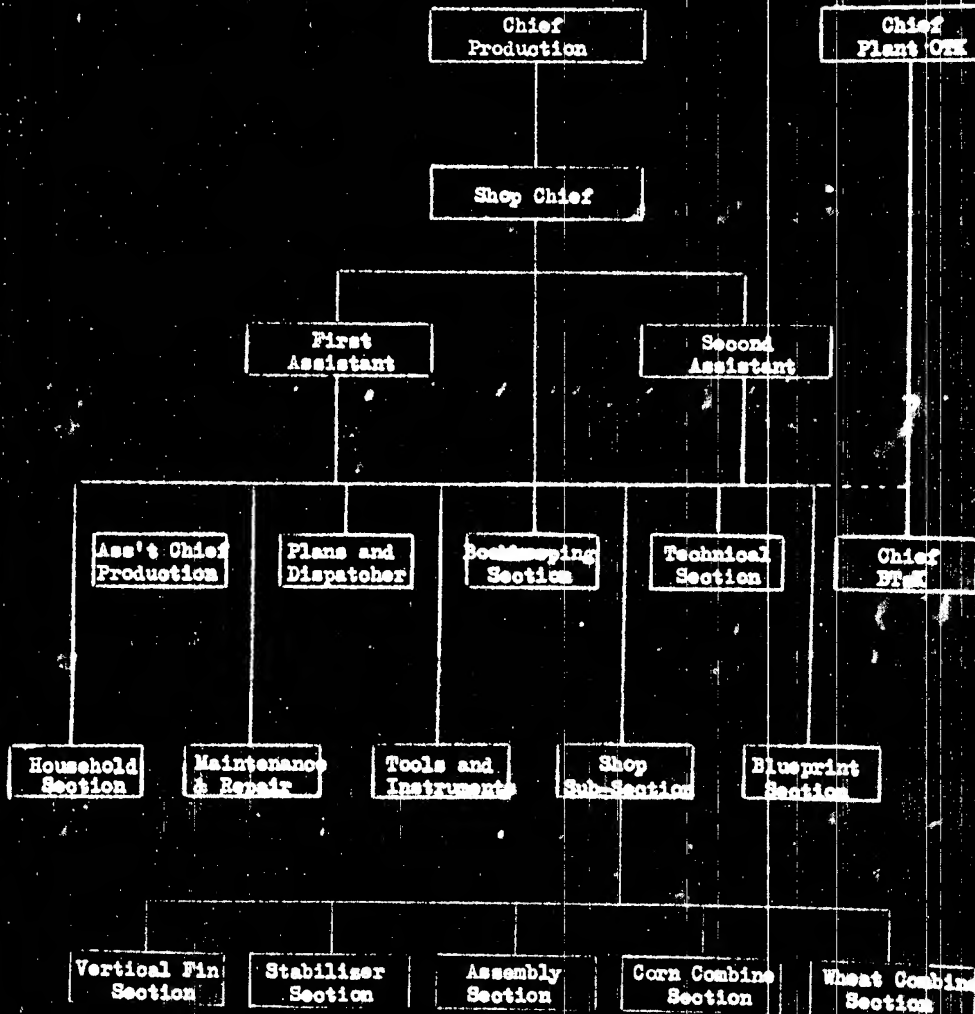 Chief
Production
Chief
Plant OTK
Shop Chief
First
Assistant
Second
Assistant
Ass't Chief
Production
Plans and
Dispatcher
Bookkeeping
Section
Technical
Section
Chief
Household
Section
Maintenance
& Repair
Tools and
Instruments
Shop
Sub-Section
Blueprint
Section
Vertical Fin
Section
Stabilizer
Section
Assembly
Section
Corn Combine
Section
Wheat Combine
Section